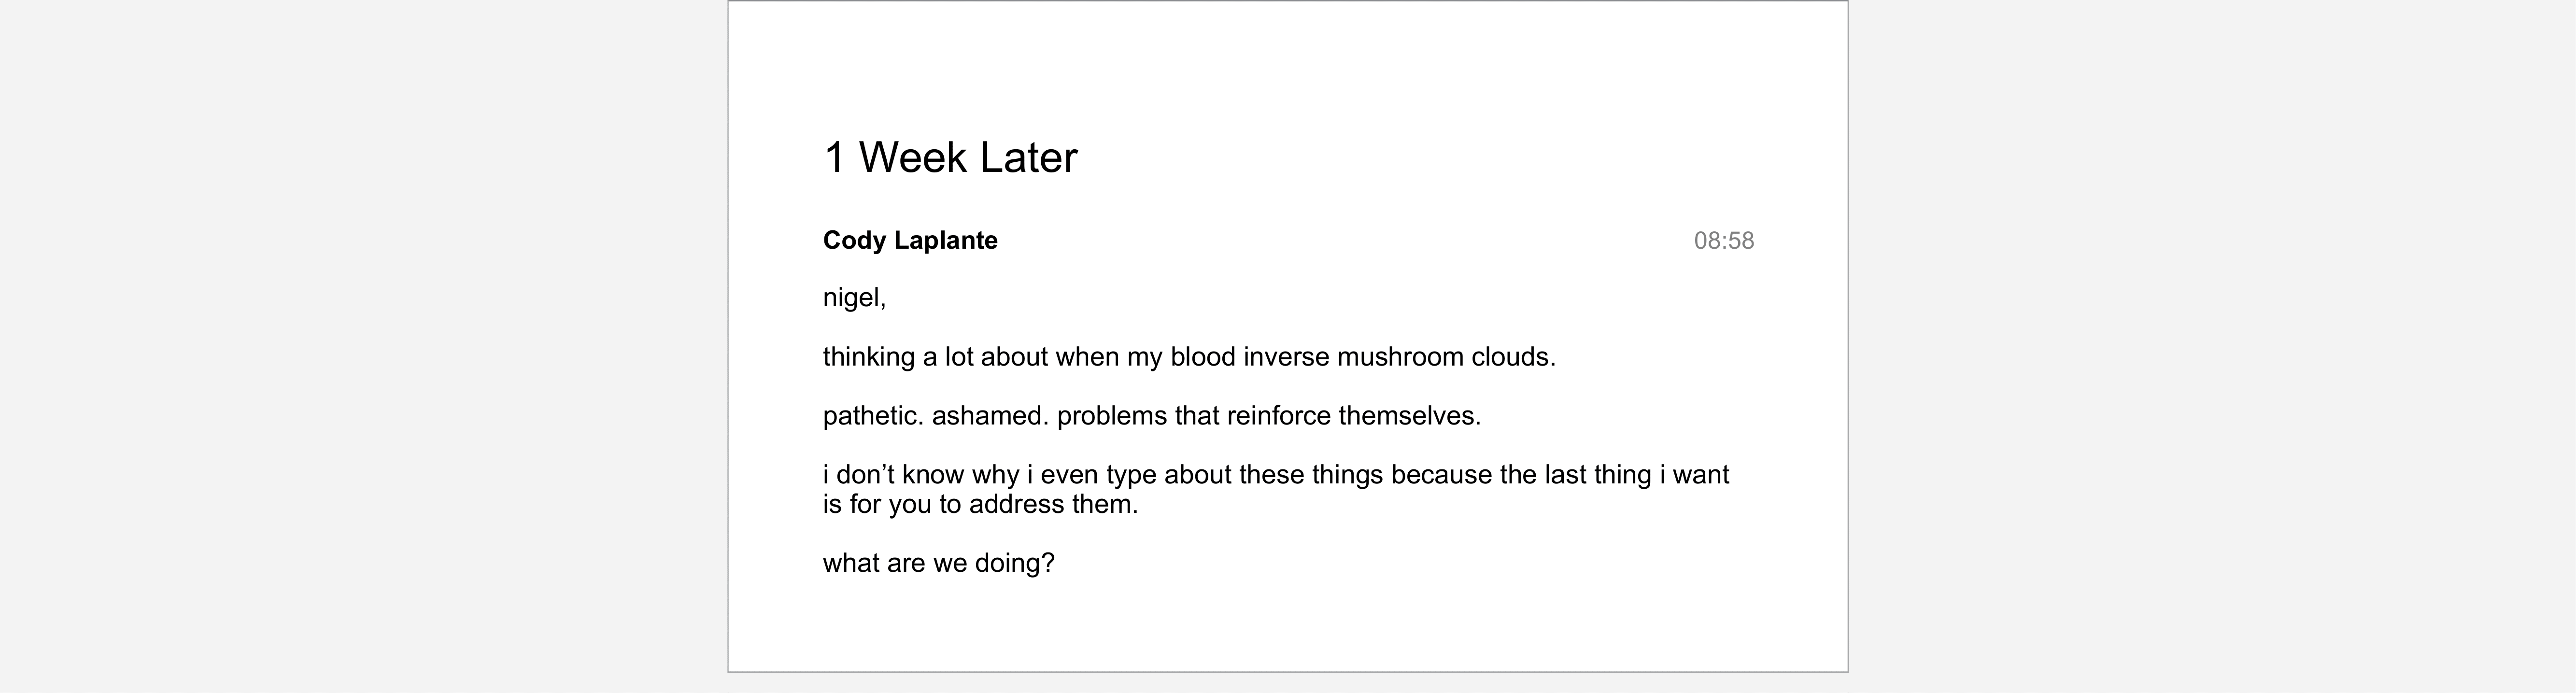 1 Week Later
Cody Laplante 08:58
nigel,
thinking a lot about when my blood inverse mushroom clouds.
pathetic. ashamed. problems that reinforce themselves.
i don’t know why i even type about these things because the last thing i want
is for you to address them.
what are we doing?